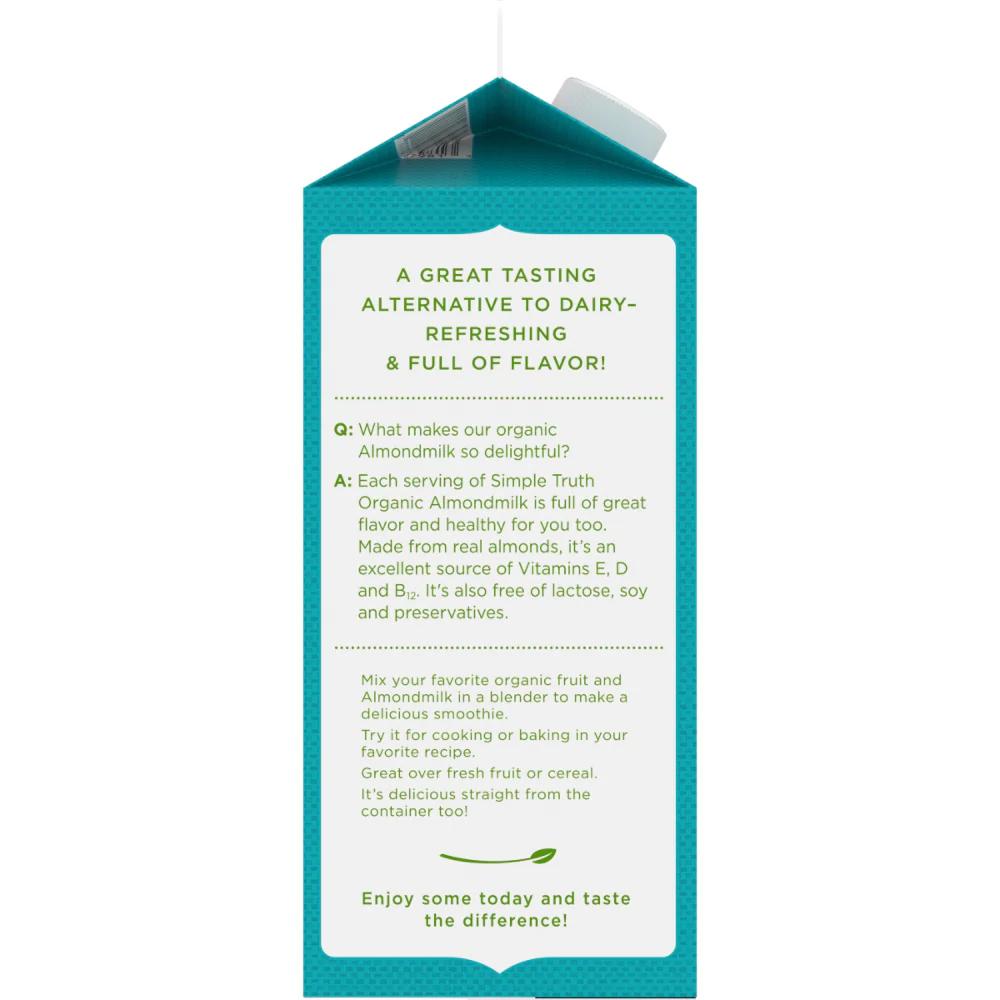 A GREAT TASTING
ALTERNATIVE TO DAIRY–
REFRESHING
& FULL OF FLAVOR!
Q: What makes our organic
Almondmilk so delightful?
A: Each serving of Simple Truth
Organic Almondmilk is full of great
flavor and healthy for you too.
Made from real almonds, it’s an
excellent source of Vitamins E, D
and B₁₂. It's also free of lactose, soy
and preservatives.
Mix your favorite organic fruit and
Almondmilk in a blender to make a
delicious smoothie.
Try it for cooking or baking in your
favorite recipe.
Great over fresh fruit or cereal.
It’s delicious straight from the
container too!
Enjoy some today and taste
the difference!